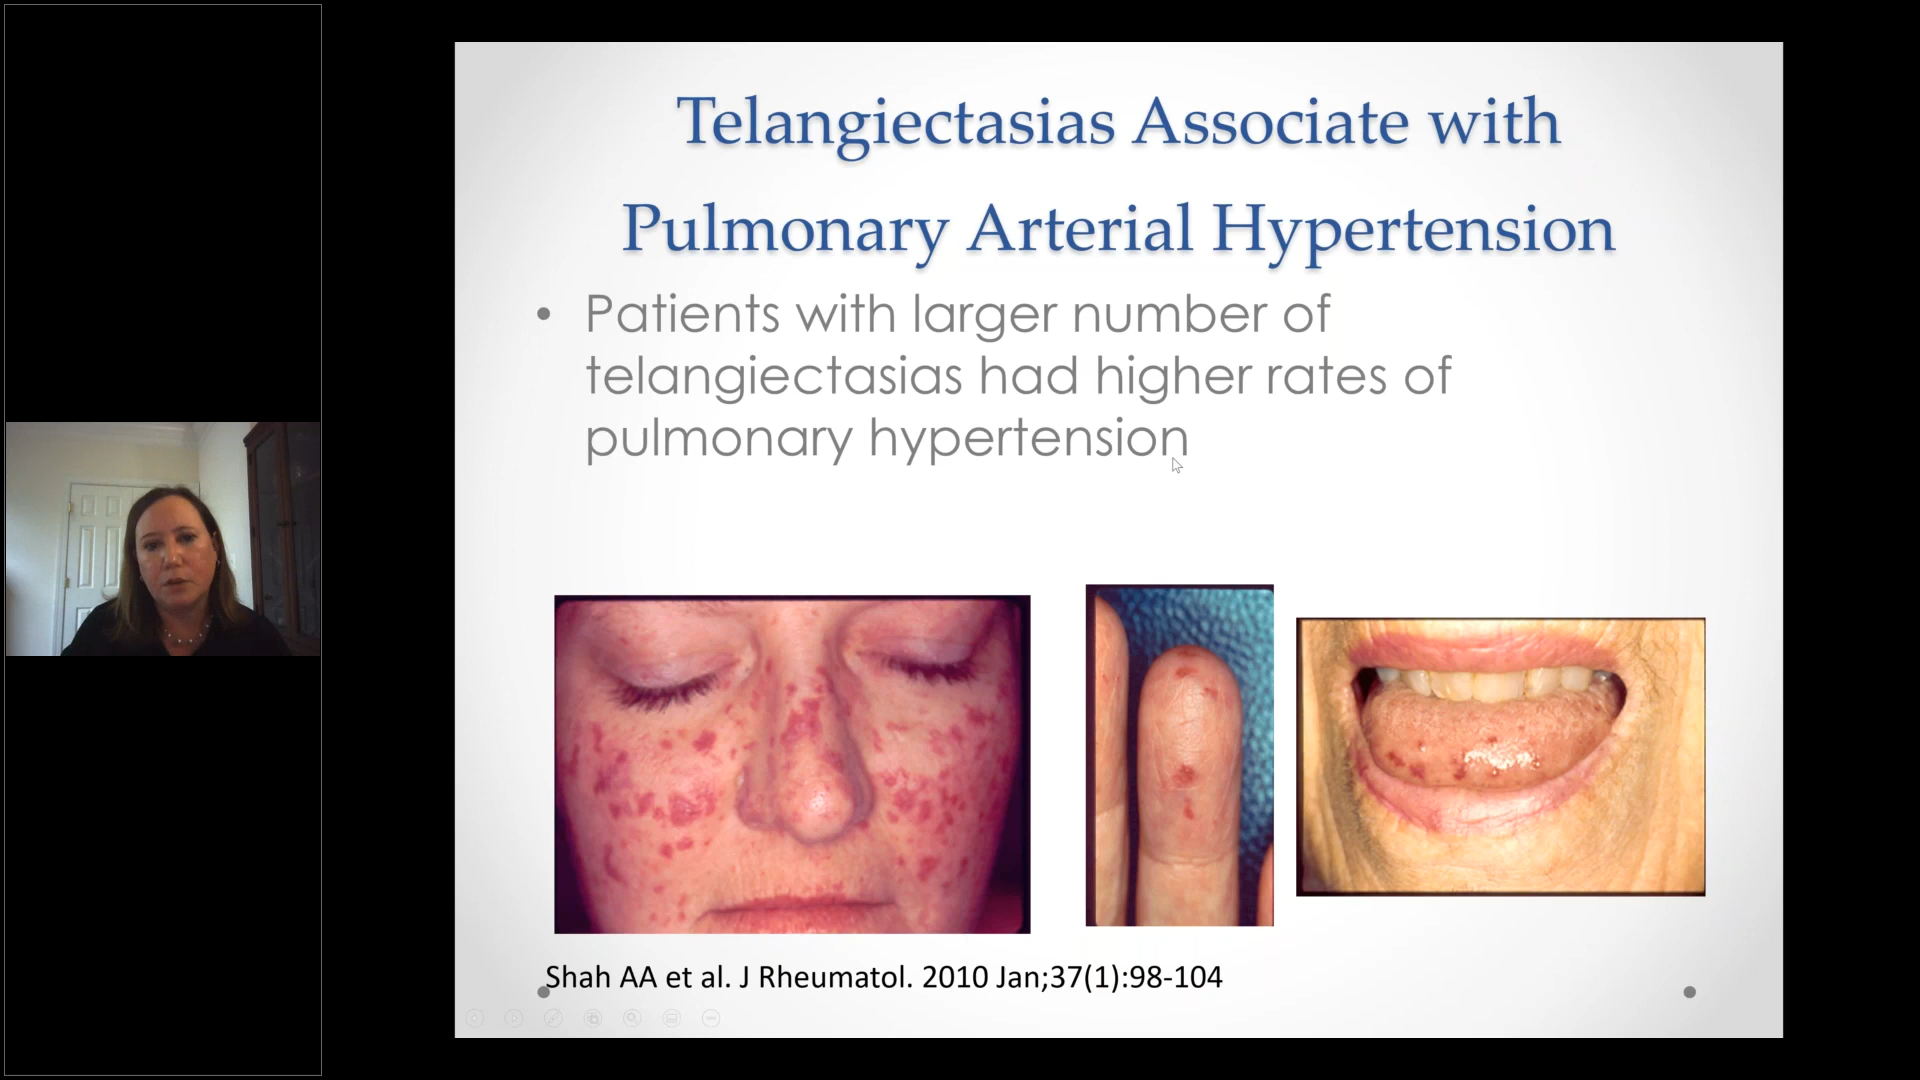 Telangiectasias Associate with
Pulmonary Arterial Hypertension
• Patients with larger number of
telangiectasias had higher rates of
pulmonary hypertension
Shah AA et al. J Rheumatol. 2010 Jan;37(1):98-104